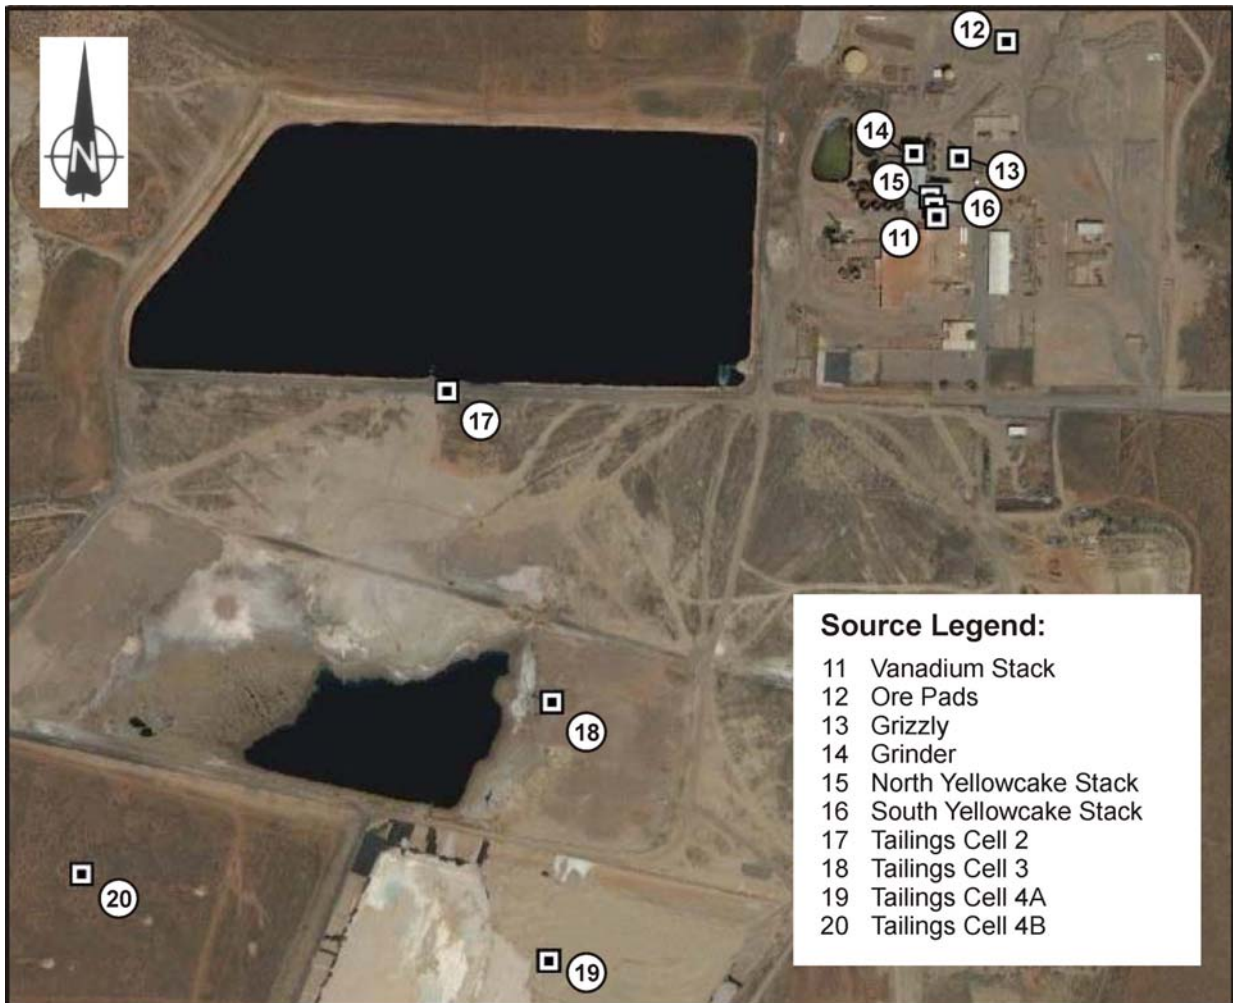 12
N
14
13
15
16
11
17
Source Legend:
11 Vanadium Stack
12 Ore Pads
13 Grizzly
14 Grinder
15 North Yellowcake Stack
16 South Yellowcake Stack
17 Tailings Cell 2
18 Tailings Cell 3
19 Tailings Cell 4A
20 Tailings Cell 4B
18
20
19